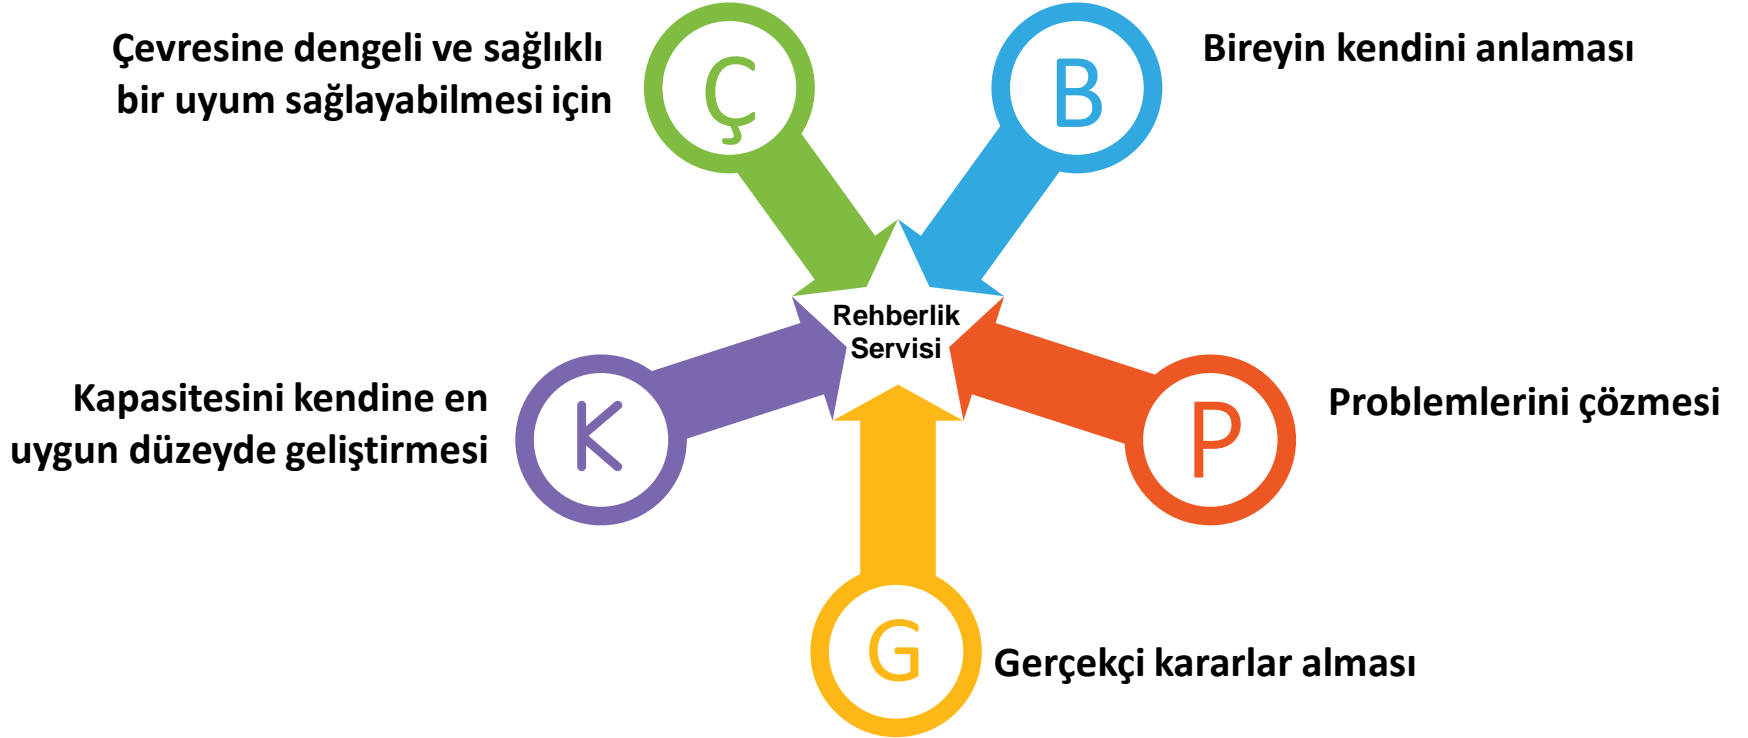 Çevresine dengeli ve sağlıklı
bir uyum sağlayabilmesi için
Ç
B
Bireyin kendini anlaması
Rehberlik
Servisi
Kapasitesini kendine en
uygun düzeyde geliştirmesi
K
P
Problemlerini çözmesi
G
Gerçekçi kararlar alması